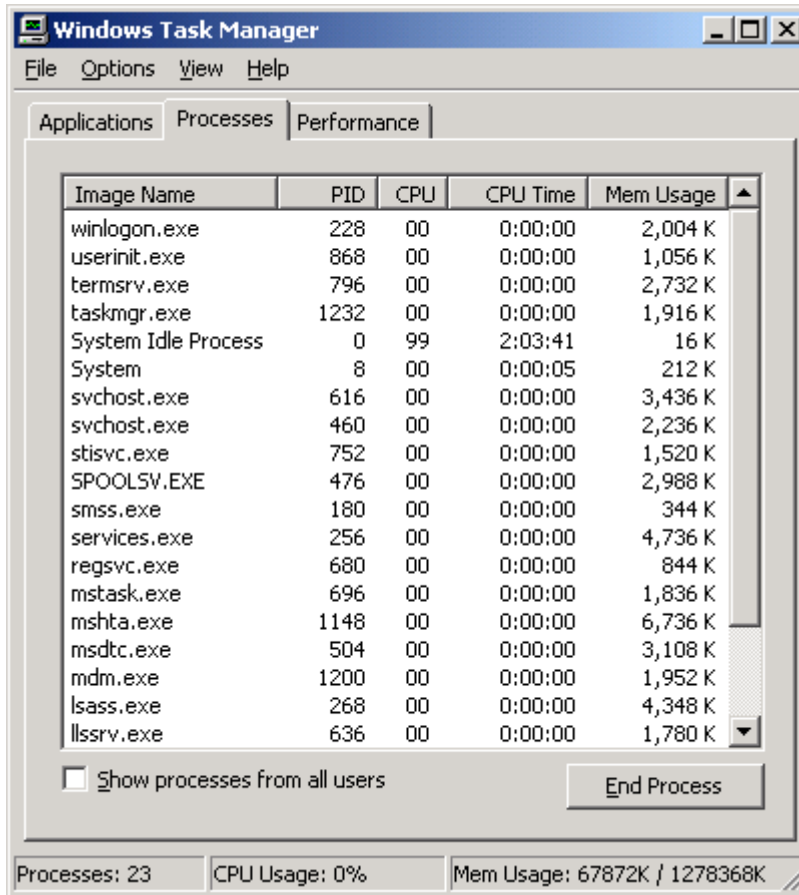 Windows Task Manager
File Options View Help
Applications Processes Performance
Image Name PID CPU CPU Time Mem Usage
winlogon.exe 228 00 0:00:00 2,004 K
userinit.exe 868 00 0:00:00 1,056 K
termsrv.exe 796 00 0:00:00 2,732 K
taskmgr.exe 1232 00 0:00:00 1,916 K
System Idle Process 0 99 2:03:41 16 K
System 8 00 0:00:05 212 K
svchost.exe 616 00 0:00:00 3,436 K
svchost.exe 460 00 0:00:00 2,236 K
stisvc.exe 752 00 0:00:00 1,520 K
SPOOLSV.EXE 476 00 0:00:00 2,988 K
smss.exe 180 00 0:00:00 344 K
services.exe 256 00 0:00:00 4,736 K
regsvc.exe 680 00 0:00:00 844 K
mstask.exe 696 00 0:00:00 1,836 K
mshta.exe 1148 00 0:00:00 6,736 K
msdtc.exe 504 00 0:00:00 3,108 K
mdm.exe 1200 00 0:00:00 1,952 K
lsass.exe 268 00 0:00:00 4,348 K
llssrv.exe 636 00 0:00:00 1,780 K
Show processes from all users
End Process
Processes: 23 CPU Usage: 0% Mem Usage: 67872K / 1278368K